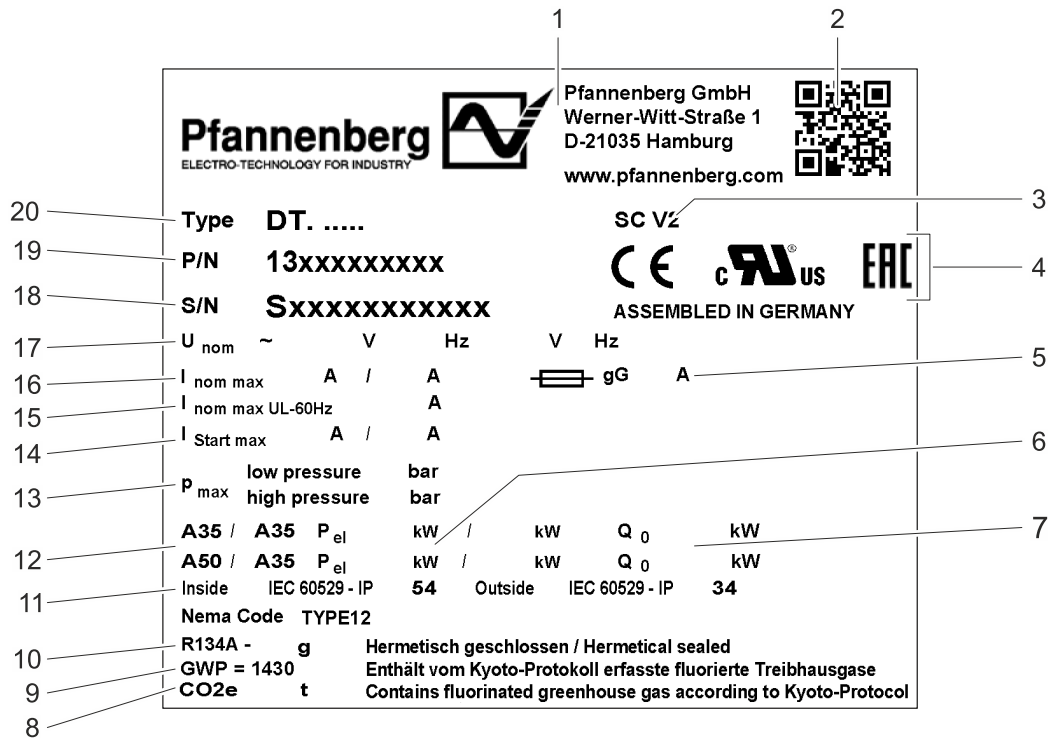 1 2
Pfannenberg
ELECTRO-TECHNOLOGY FOR INDUSTRY
Pfannenberg GmbH
Werner-Witt-Straße 1
D-21035 Hamburg
www.pfannenberg.com
20 Type DT. ..... SC V2 3
19 P/N 13xxxxxxxxx CE c RU ® US EAC 4
18 S/N Sxxxxxxxxxxx ASSEMBLED IN GERMANY
17 U nom ~ V Hz V Hz
16 I nom max A / A gG A 5
15 I nom max UL-60Hz A
14 I Start max A / A
13 p max low pressure bar
high pressure bar
6
12 A35 / A35 P el kW / kW Q 0 kW 7
A50 / A35 P el kW / kW Q 0 kW
11 Inside IEC 60529 - IP 54 Outside IEC 60529 - IP 34
Nema Code TYPE12
10 R134A - g Hermetisch geschlossen / Hermetical sealed
9 GWP = 1430 Enthält vom Kyoto-Protokoll erfasste fluorierte Treibhausgase
8 CO2e t Contains fluorinated greenhouse gas according to Kyoto-Protocol